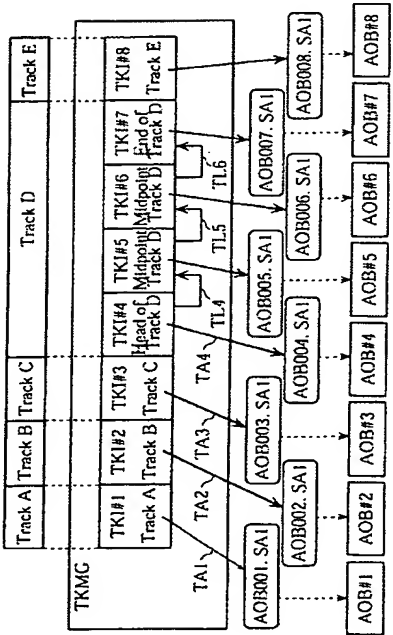 Track A
Track B
Track C
Track D
Track E
TKMG
TKI#1
Track A
TKI#2
Track B
TKI#3
Track C
TKI#4
Head of
Track D
TKI#5
Midpoint
Track D
TKI#6
Midpoint
Track D
TKI#7
End of
Track D
TKI#8
Track E
TA1
TA2
TA3
TA4
TL4
TL5
TL6
AOB001. SA1
AOB002. SA1
AOB003. SA1
AOB004. SA1
AOB005. SA1
AOB006. SA1
AOB007. SA1
AOB008. SA1
AOB#1
AOB#2
AOB#3
AOB#4
AOB#5
AOB#6
AOB#7
AOB#8